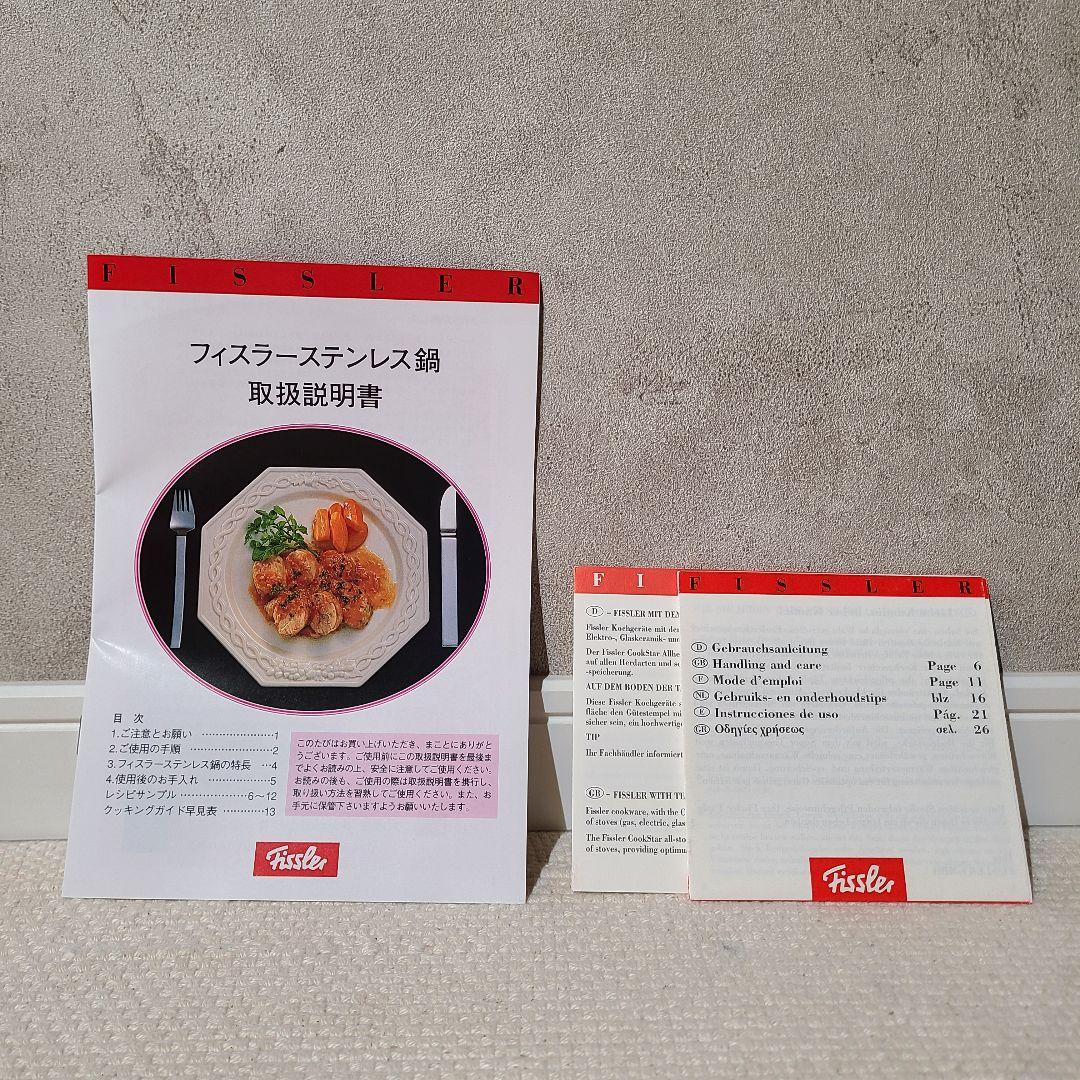 FISSLER
フィスラーステンレス鍋
取扱説明書
目 次
1.ご注意とお願い …………………1
2.ご使用の手順 ……………………2
3.フィスラーステンレス鍋の特長 …4
4.使用後のお手入れ ………………5
レシピサンプル ………………6〜12
クッキングガイド早見表 …………13
このたびはお買い上げいただき、まことにありがと
うございます。ご使用前にこの取扱説明書を最後ま
でよくお読みの上、安全に注意してご使用ください。
お読みの後も、ご使用の際は取扱説明書を携行し、
取り扱い方法を習熟してご使用ください。また、お
手元に保管下さいますようお願いいたします。
Fissler
F I
D – FISSLER MIT DEM
Fissler Kochgeräte mit de
Elektro-, Glaskeramik- un
Der Fissler CookStar Allhe
auf allen Herdarten und s
-speicherung.
AUF DEM BODEN DER T
Diese Fissler Kochgeräte
fläche den Gütestempel mi
sicher sein, ein hochwertige
TIP
Ihr Fachhändler informiert
GB – FISSLER WITH T
Fissler cookware, with the C
of stoves (gas, electric, glas
The Fissler CookStar all-sto
of stoves, providing optimu
FISSLER
D Gebrauchsanleitung
GB Handling and care Page 6
F Mode d'emploi Page 11
NL Gebruiks- en onderhoudstips blz 16
E Instrucciones de uso Pág. 21
GR Οδηγίες χρήσεως σελ. 26
Fissler